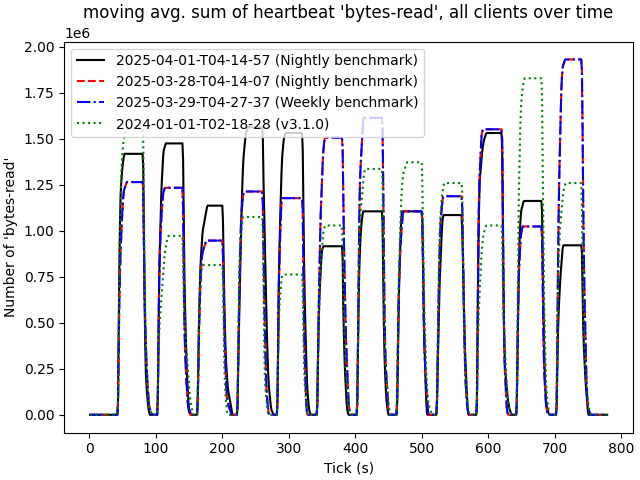 moving avg. sum of heartbeat 'bytes-read', all clients over time
1e6
2025-04-01-T04-14-57 (Nightly benchmark)
2025-03-28-T04-14-07 (Nightly benchmark)
2025-03-29-T04-27-37 (Weekly benchmark)
2024-01-01-T02-18-28 (v3.1.0)
2.00
1.75
1.50
1.25
1.00
0.75
0.50
0.25
0.00
Number of 'bytes-read'
0 100 200 300 400 500 600 700 800
Tick (s)